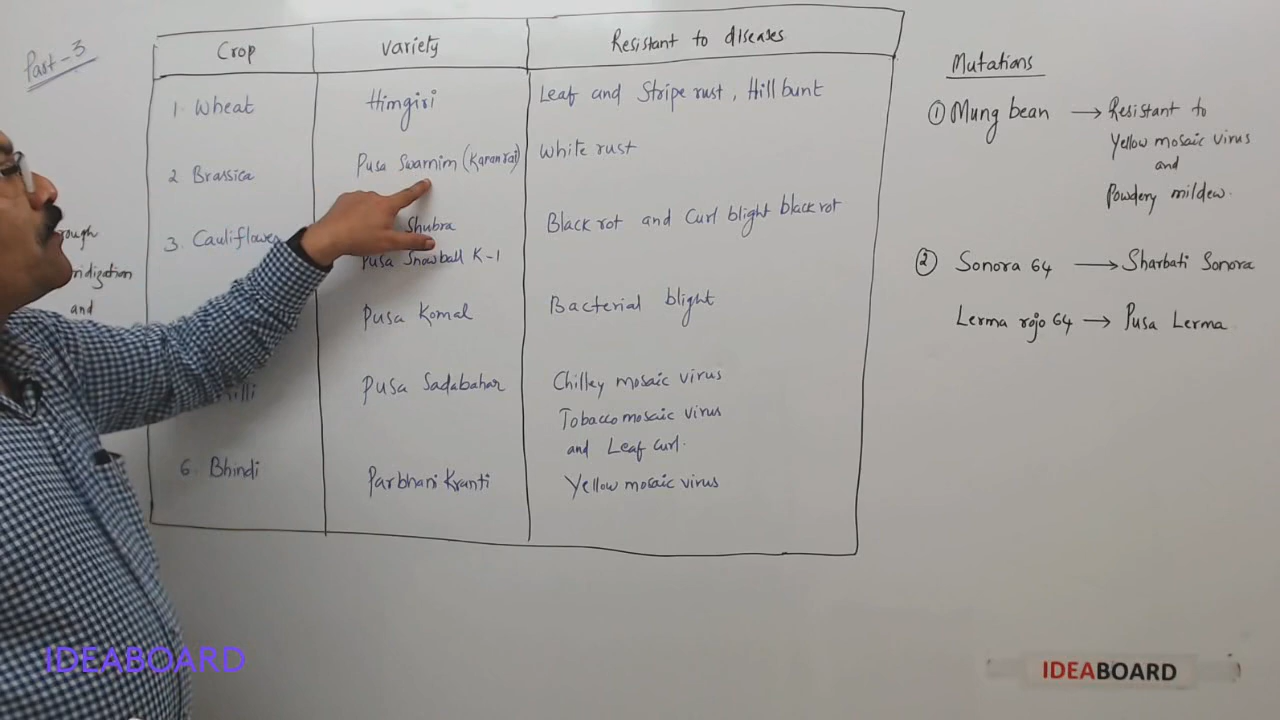 Part-3
Crop Variety Resistant to diseases
1. Wheat Himgiri Leaf and Stripe rust, Hill bunt
2. Brassica Pusa Swarnim (Karan rai) White rust
3. Cauliflower Shubra Black rot and Curl blight black rot
Pusa Snowball K-1
Pusa Komal Bacterial blight
Pusa Sadabahar Chilley mosaic virus
Tobacco mosaic virus
and Leaf curl.
6. Bhindi Parbhani Kranti Yellow mosaic virus
and
Mutations
① Mung bean → Resistant to
Yellow mosaic virus
and
Powdery mildew.
② Sonora 64 → Sharbati Sonora
Lerma rojo 64 → Pusa Lerma
IDEABOARD
IDEABOARD